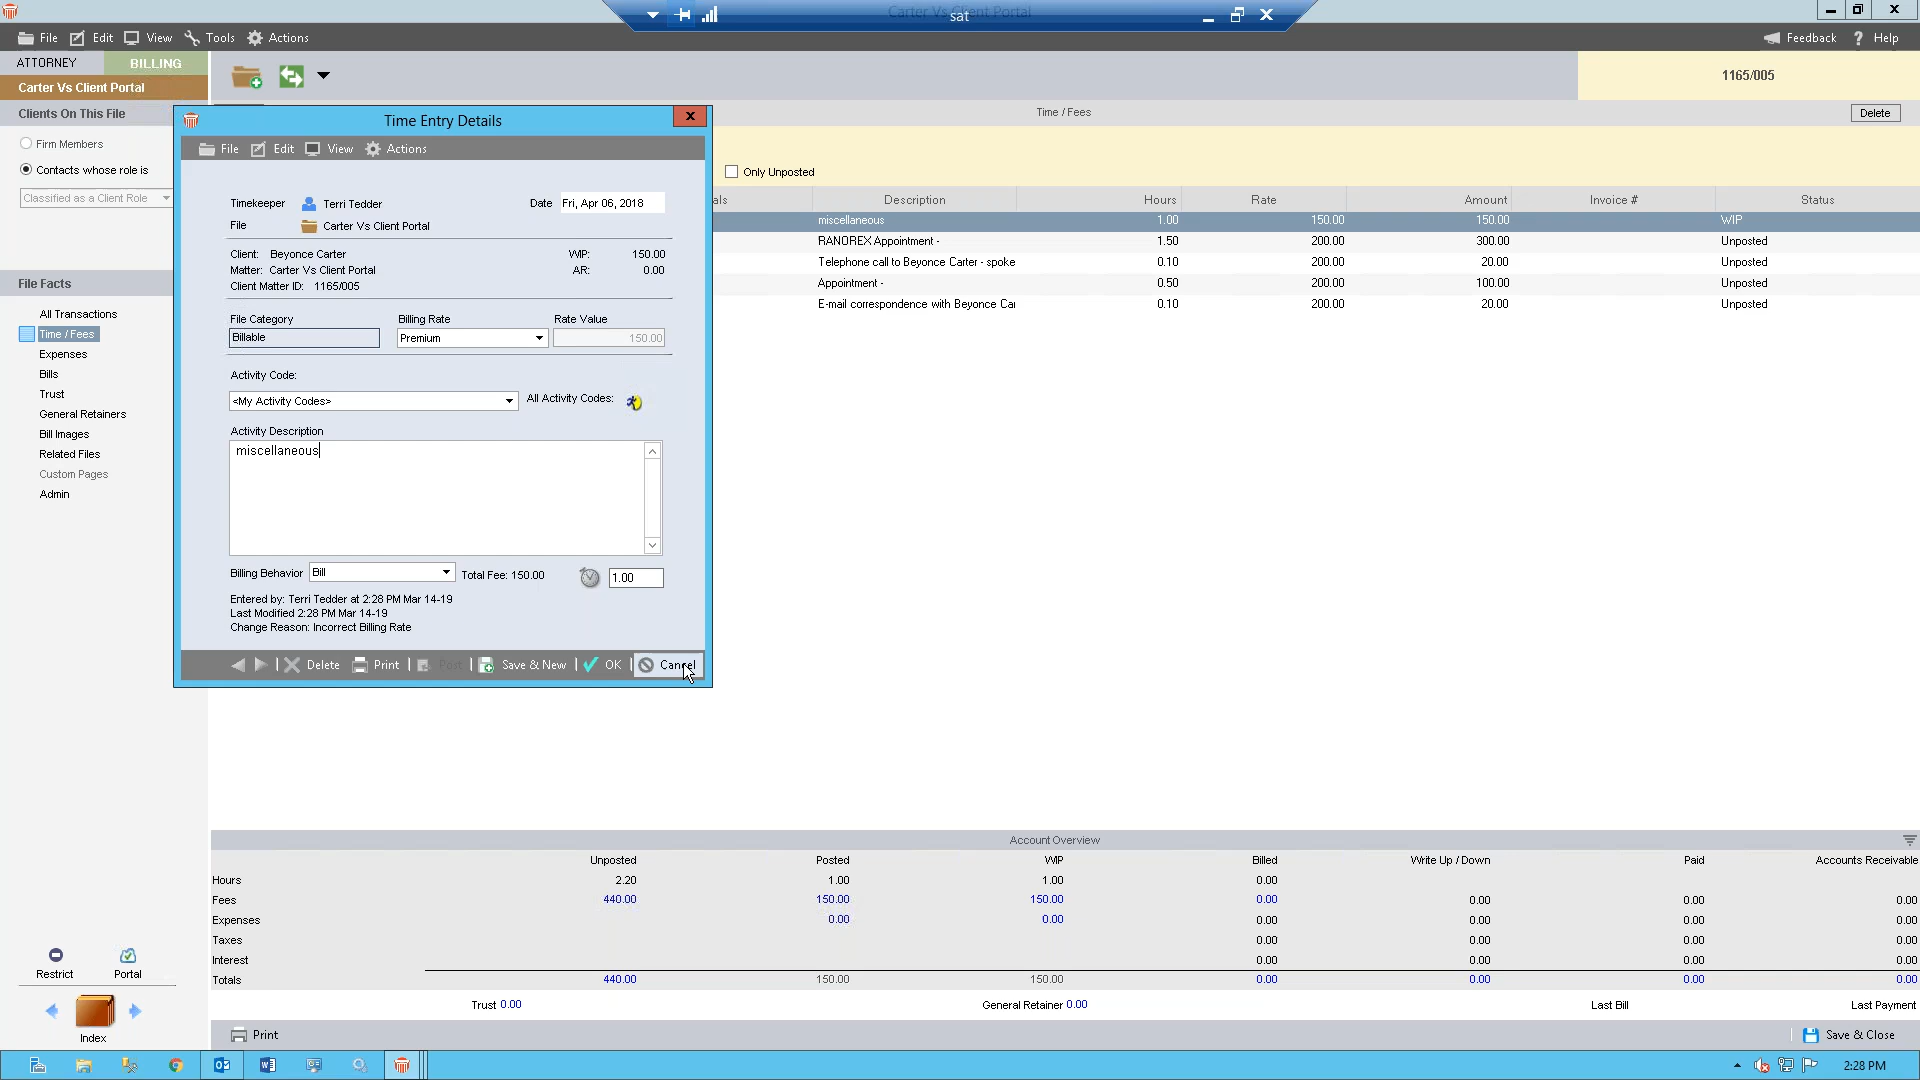 Carter Vs Client Portal
sat
File Edit View Tools Actions
Feedback ? Help
ATTORNEY BILLING
1165/005
Carter Vs Client Portal
Clients On This File
Time / Fees
Delete
Firm Members
Contacts whose role is
Classified as a Client Role
Only Unposted
als Description Hours Rate Amount Invoice # Status
miscellaneous 1.00 150.00 150.00 WIP
RANOREX Appointment - 1.50 200.00 300.00 Unposted
Telephone call to Beyonce Carter - spoke 0.10 200.00 20.00 Unposted
Appointment - 0.50 200.00 100.00 Unposted
E-mail correspondence with Beyonce Car 0.10 200.00 20.00 Unposted
File Facts
All Transactions
Time / Fees
Expenses
Bills
Trust
General Retainers
Bill Images
Related Files
Custom Pages
Admin
Time Entry Details
File Edit View Actions
Timekeeper Terri Tedder Date Fri, Apr 06, 2018
File Carter Vs Client Portal
Client: Beyonce Carter WIP: 150.00
Matter: Carter Vs Client Portal AR: 0.00
Client Matter ID: 1165/005
File Category Billing Rate Rate Value
Billable Premium 150.00
Activity Code:
<My Activity Codes> All Activity Codes:
Activity Description
miscellaneous
Billing Behavior Bill Total Fee: 150.00 1.00
Entered by: Terri Tedder at 2:28 PM Mar 14-19
Last Modified 2:28 PM Mar 14-19
Change Reason: Incorrect Billing Rate
Delete Print Post Save & New OK Cancel
Account Overview
Unposted Posted WIP Billed Write Up / Down Paid Accounts Receivable
Hours 2.20 1.00 1.00 0.00
Fees 440.00 150.00 150.00 0.00 0.00 0.00 0.00
Expenses 0.00 0.00 0.00 0.00 0.00 0.00
Taxes 0.00 0.00 0.00 0.00
Interest 0.00 0.00 0.00 0.00
Totals 440.00 150.00 150.00 0.00 0.00 0.00 0.00
Trust 0.00 General Retainer 0.00 Last Bill Last Payment
Restrict Portal
Index
Print
Save & Close
2:28 PM